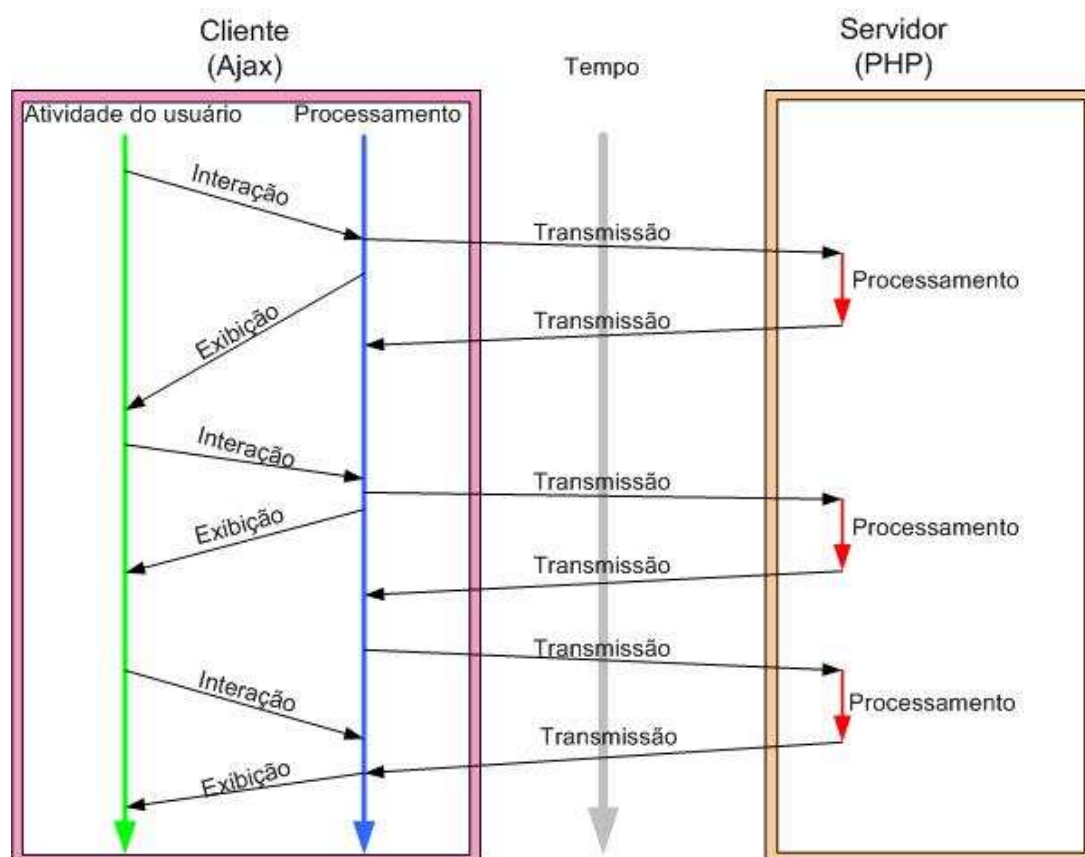 Cliente
(Ajax)
Tempo
Servidor
(PHP)
Atividade do usuário
Processamento
Interação
Transmissão
Processamento
Exibição
Transmissão
Interação
Transmissão
Exibição
Processamento
Transmissão
Transmissão
Interação
Processamento
Transmissão
Exibição